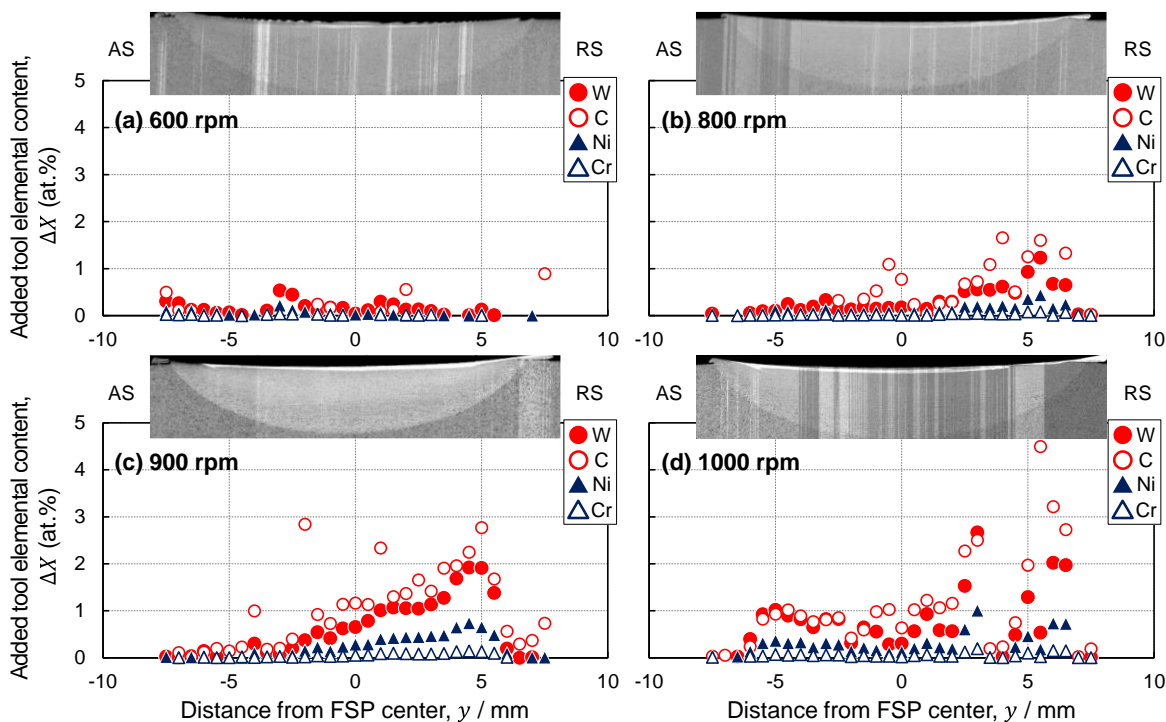 AS
RS
Added tool elemental content,
ΔX (at.%)
5
4
3
2
1
0
(a) 600 rpm
W
C
Ni
Cr
-10
-5
0
5
10
AS
RS
5
4
3
2
1
0
(b) 800 rpm
W
C
Ni
Cr
-10
-5
0
5
10
AS
RS
Added tool elemental content,
ΔX (at.%)
5
4
3
2
1
0
(c) 900 rpm
W
C
Ni
Cr
-10
-5
0
5
10
Distance from FSP center, y / mm
AS
RS
5
4
3
2
1
0
(d) 1000 rpm
W
C
Ni
Cr
-10
-5
0
5
10
Distance from FSP center, y / mm